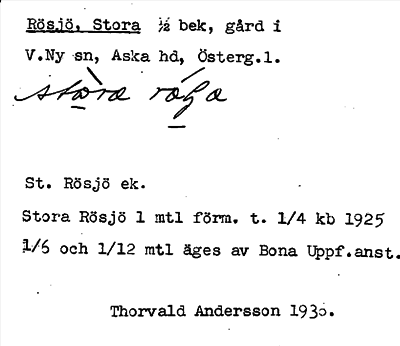 Rösjö, Stora ½ bek, gård i
V.Ny sn, Aska hd, Österg.l.
stòra
St. Rösjö ek.
Stora Rösjö 1 mtl förm. t. 1/4 kb 1925
1/6 och 1/12 mtl äges av Bona Uppf.anst.
Thorvald Andersson 1930.